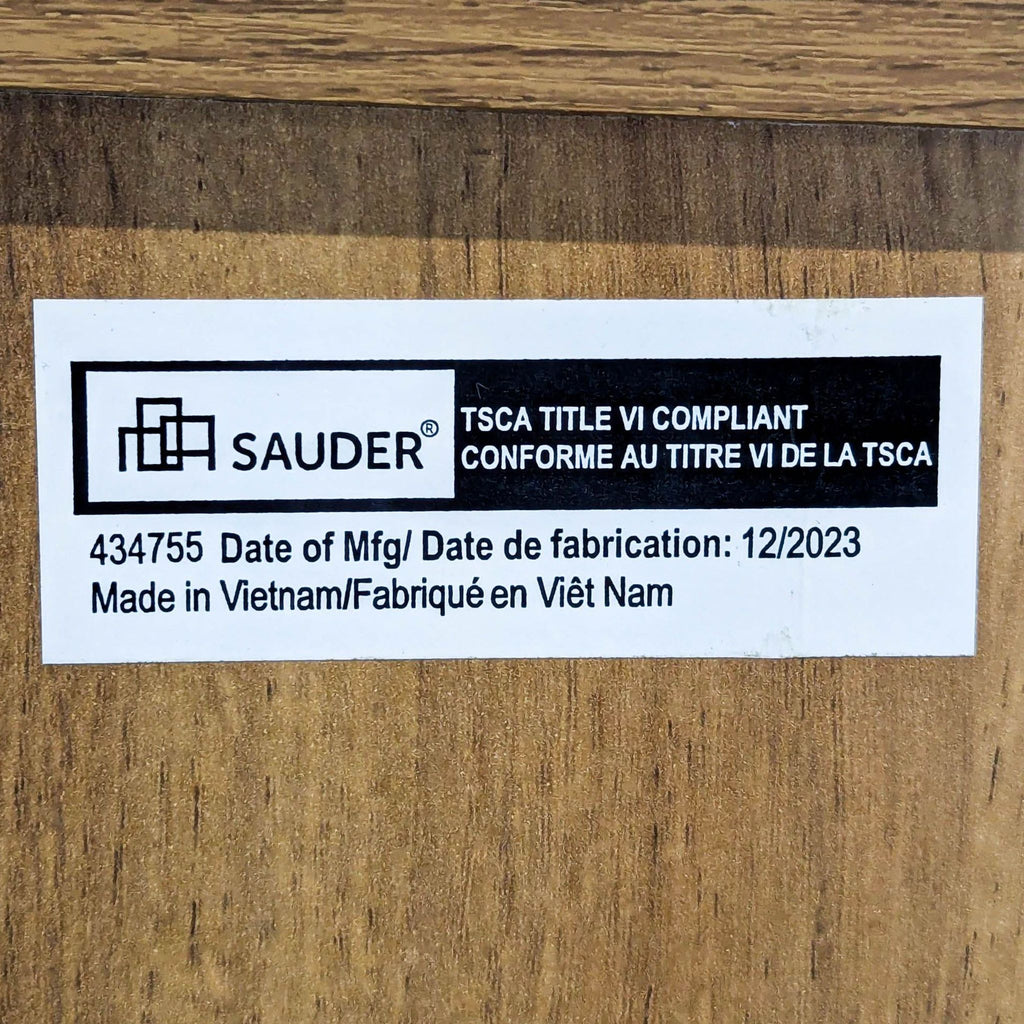 SAUDER®
TSCA TITLE VI COMPLIANT
CONFORME AU TITRE VI DE LA TSCA
434755 Date of Mfg/ Date de fabrication: 12/2023
Made in Vietnam/Fabriqué en Viêt Nam